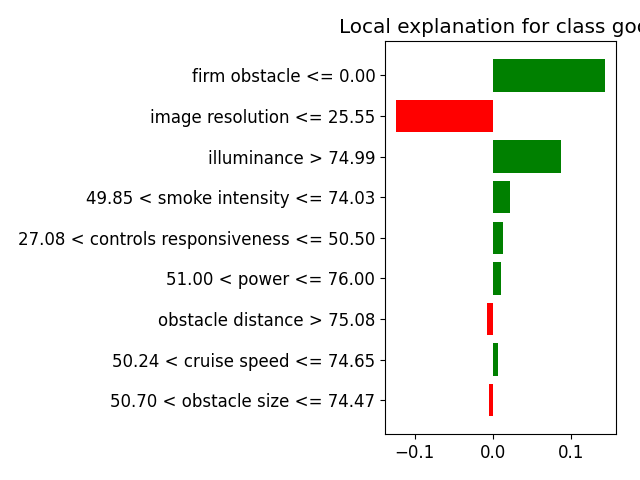 Local explanation for class goo
firm obstacle <= 0.00
image resolution <= 25.55
illuminance > 74.99
49.85 < smoke intensity <= 74.03
27.08 < controls responsiveness <= 50.50
51.00 < power <= 76.00
obstacle distance > 75.08
50.24 < cruise speed <= 74.65
50.70 < obstacle size <= 74.47
−0.1 0.0 0.1